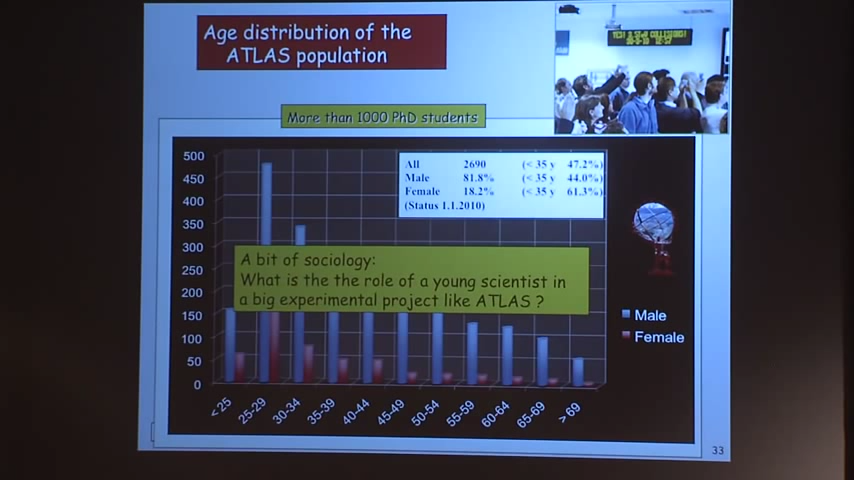 Age distribution of the
ATLAS population
YES! 7 TeV COLLISIONS!
More than 1000 PhD students
All 2690 (< 35 y 47.2%)
Male 81.8% (< 35 y 44.0%)
Female 18.2% (< 35 y 61.3%)
(Status 1.1.2010)
A bit of sociology:
What is the the role of a young scientist in
a big experimental project like ATLAS ?
500
450
400
350
300
250
200
150
100
50
0
< 25
25-29
30-34
35-39
40-44
45-49
50-54
55-59
60-64
65-69
> 69
Male
Female
33